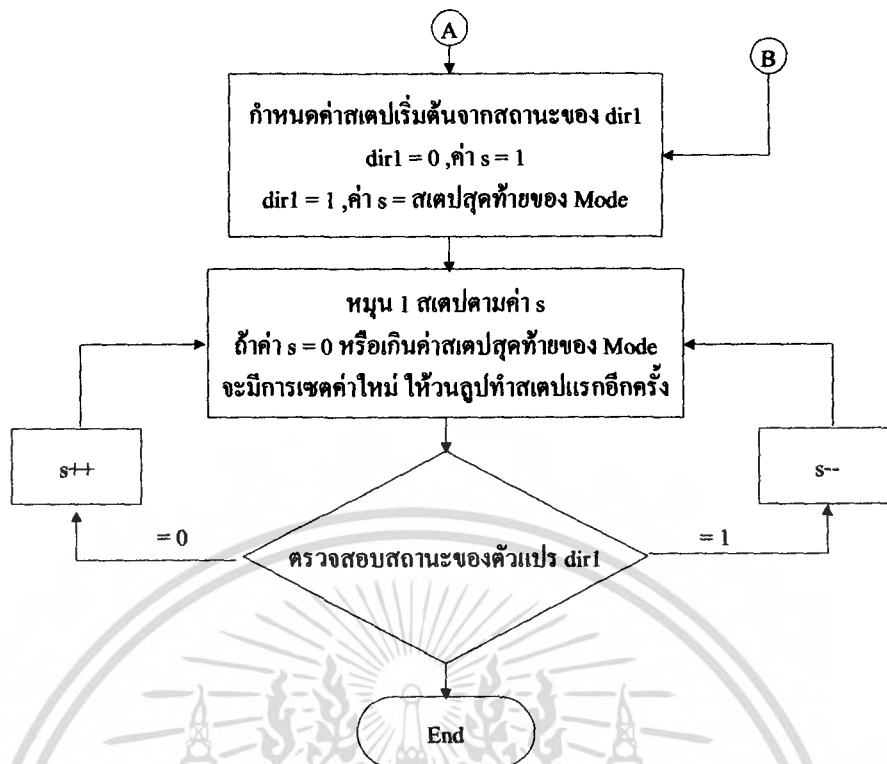 A
B
กำหนดค่าสเตปเริ่มต้นจากสถานะของ dir1
dir1 = 0 ,ค่า s = 1
dir1 = 1 ,ค่า s = สเตปสุดท้ายของ Mode
หมุน 1 สเตปตามค่า s
ถ้าค่า s = 0 หรือเกินค่าสเตปสุดท้ายของ Mode
จะมีการเซตค่าใหม่ ให้วนลูปทำสเตปแรกอีกครั้ง
s++
s--
= 0
= 1
ตรวจสอบสถานะของตัวแปร dir1
End